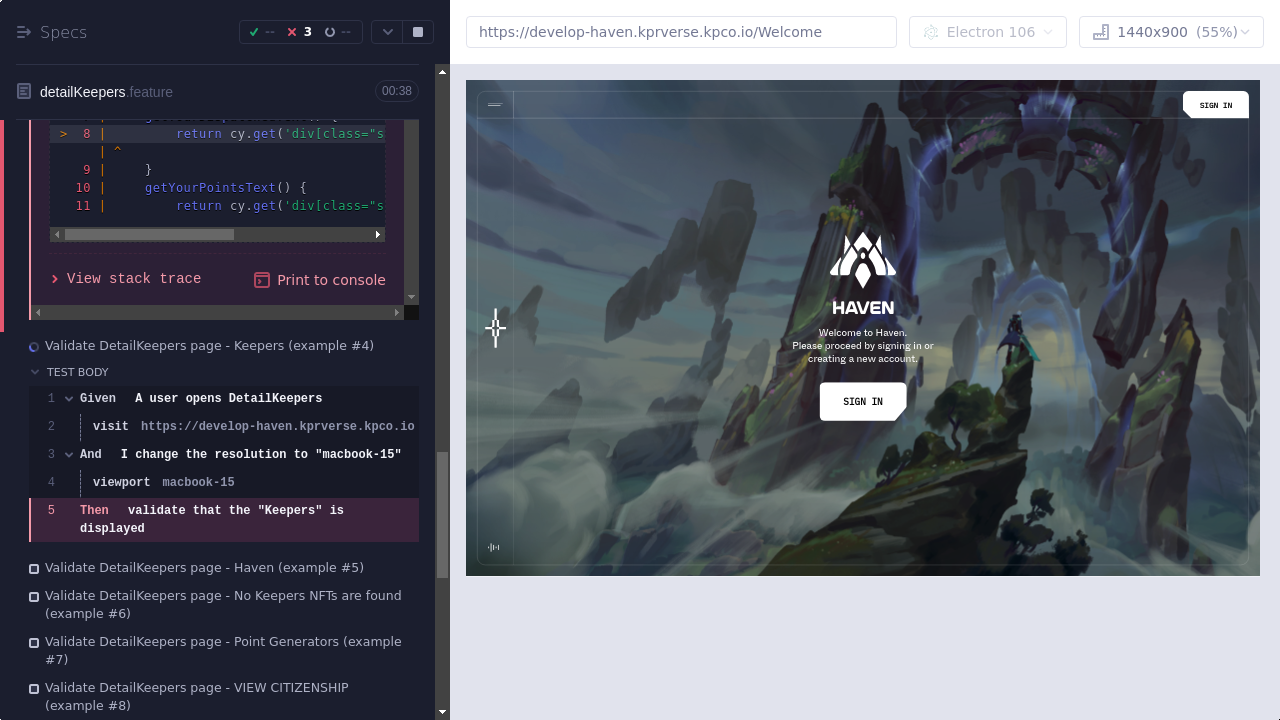 Specs
--
3
--
detailKeepers.feature
00:38
> 8 | return cy.get('div[class="s
| ^
9 | }
10 | getYourPointsText() {
11 | return cy.get('div[class="s
View stack trace
Print to console
Validate DetailKeepers page - Keepers (example #4)
TEST BODY
1 Given A user opens DetailKeepers
2 visit https://develop-haven.kprverse.kpco.io
3 And I change the resolution to "macbook-15"
4 viewport macbook-15
5 Then validate that the "Keepers" is
displayed
Validate DetailKeepers page - Haven (example #5)
Validate DetailKeepers page - No Keepers NFTs are found
(example #6)
Validate DetailKeepers page - Point Generators (example
#7)
Validate DetailKeepers page - VIEW CITIZENSHIP
(example #8)
https://develop-haven.kprverse.kpco.io/Welcome
Electron 106
1440x900 (55%)
SIGN IN
HAVEN
Welcome to Haven.
Please proceed by signing in or
creating a new account.
SIGN IN